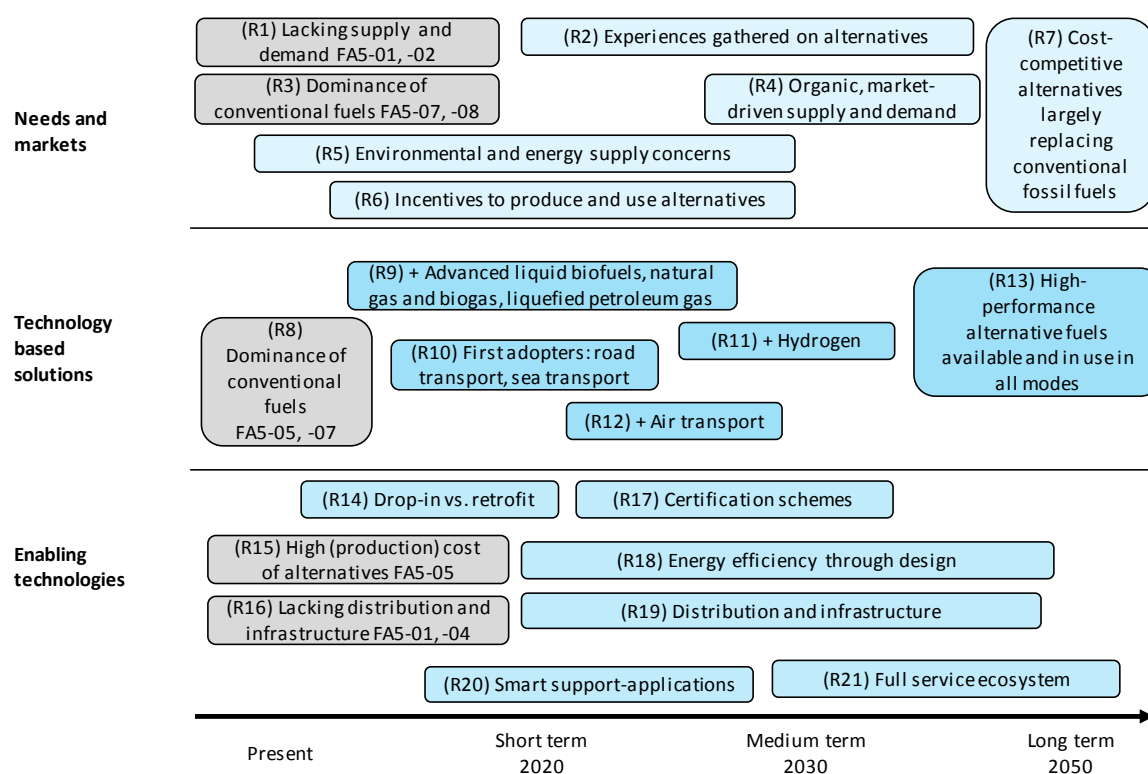 Needs and
markets
(R1) Lacking supply and
demand FA5-01, -02
(R2) Experiences gathered on alternatives
(R3) Dominance of
conventional fuels FA5-07, -08
(R4) Organic, market-
driven supply and demand
(R5) Environmental and energy supply concerns
(R6) Incentives to produce and use alternatives
(R7) Cost-
competitive
alternatives
largely
replacing
conventional
fossil fuels
Technology
based
solutions
(R8)
Dominance of
conventional
fuels
FA5-05, -07
(R9) + Advanced liquid biofuels, natural
gas and biogas, liquefied petroleum gas
(R10) First adopters: road
transport, sea transport
(R11) + Hydrogen
(R12) + Air transport
(R13) High-
performance
alternative fuels
available and in use in
all modes
Enabling
technologies
(R14) Drop-in vs. retrofit
(R17) Certification schemes
(R15) High (production) cost
of alternatives FA5-05
(R18) Energy efficiency through design
(R16) Lacking distribution and
infrastructure FA5-01, -04
(R19) Distribution and infrastructure
(R20) Smart support-applications
(R21) Full service ecosystem
Present
Short term
2020
Medium term
2030
Long term
2050